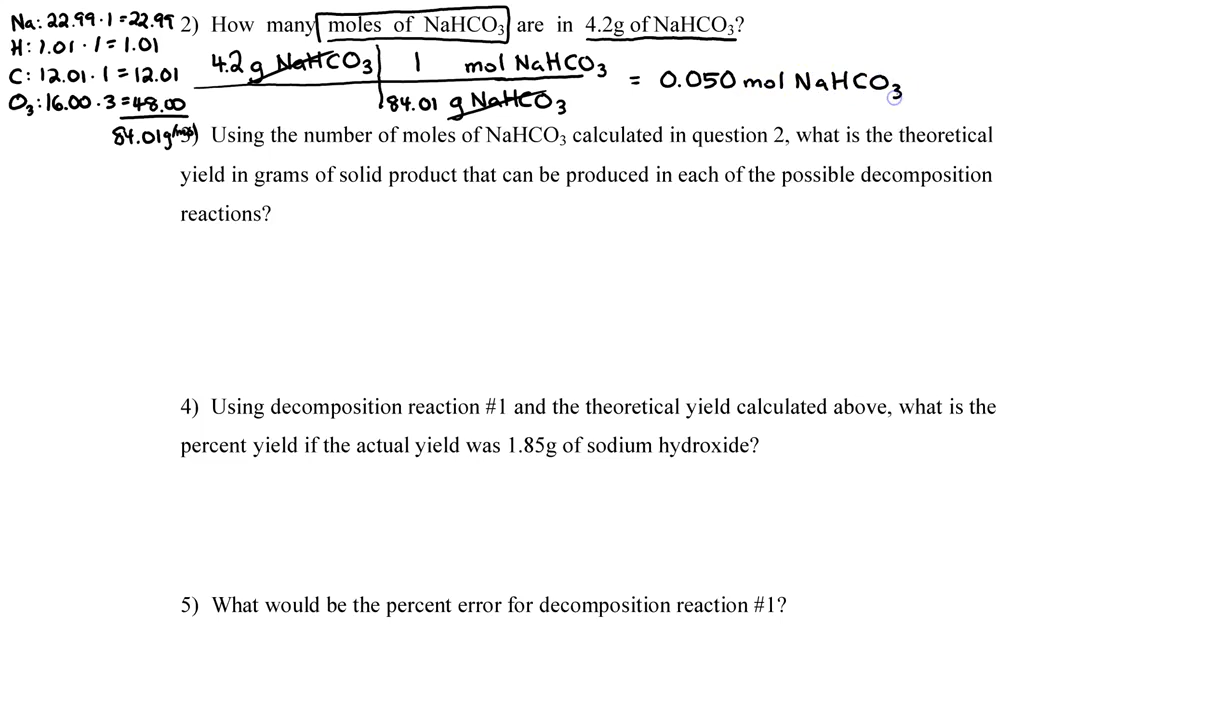 Na: 22.99 · 1 = 22.99
H: 1.01 · 1 = 1.01
C: 12.01 · 1 = 12.01
O₃: 16.00 · 3 = 48.00
84.01 g/mol
2) How many moles of NaHCO₃ are in 4.2g of NaHCO₃?
4.2 g NaHCO₃ | 1 mol NaHCO₃ = 0.050 mol NaHCO₃
84.01 g NaHCO₃
3) Using the number of moles of NaHCO₃ calculated in question 2, what is the theoretical
yield in grams of solid product that can be produced in each of the possible decomposition
reactions?
4) Using decomposition reaction #1 and the theoretical yield calculated above, what is the
percent yield if the actual yield was 1.85g of sodium hydroxide?
5) What would be the percent error for decomposition reaction #1?